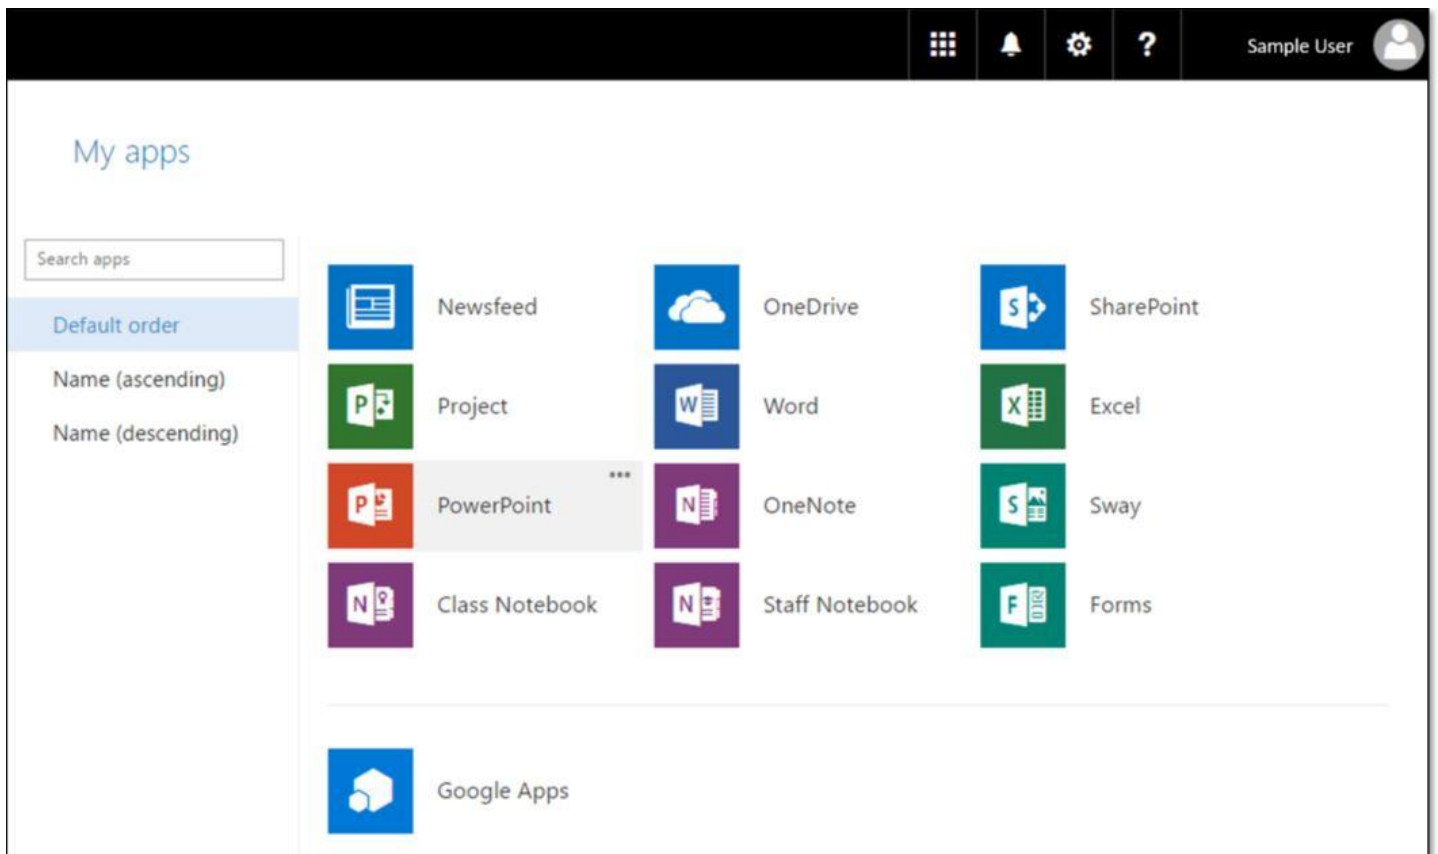 Sample User
My apps
Search apps
Default order
Name (ascending)
Name (descending)
Newsfeed
OneDrive
S SharePoint
P Project
W Word
X Excel
P PowerPoint
N OneNote
S Sway
N Class Notebook
N Staff Notebook
F Forms
Google Apps